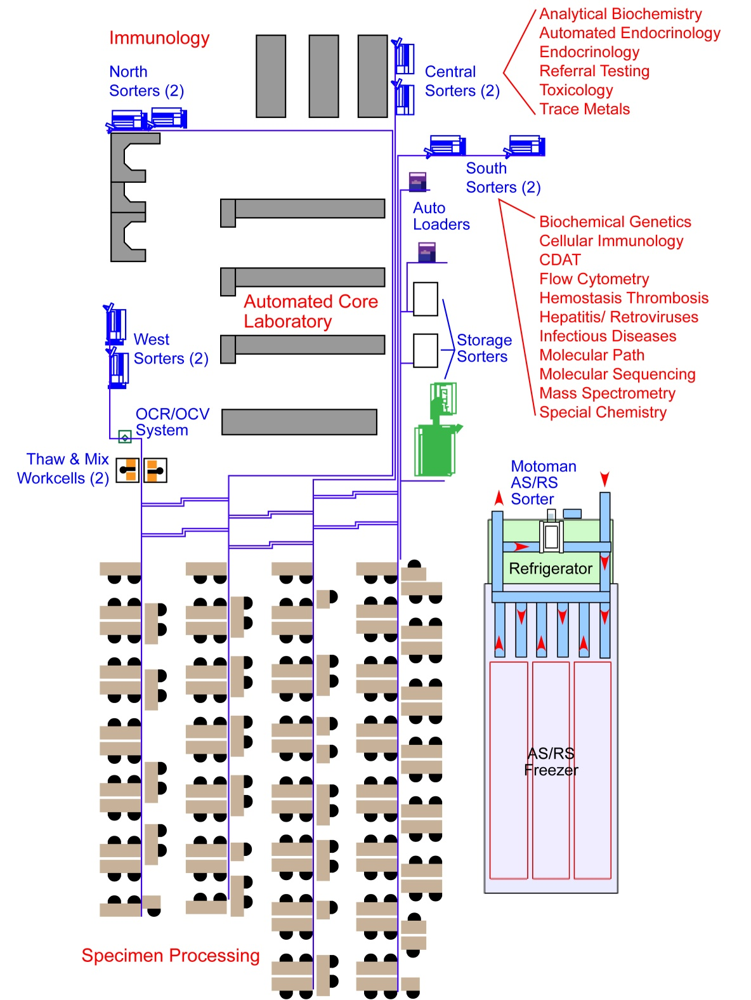 Immunology
North
Sorters (2)
Central
Sorters (2)
Analytical Biochemistry
Automated Endocrinology
Endocrinology
Referral Testing
Toxicology
Trace Metals
South
Sorters (2)
Auto
Loaders
Biochemical Genetics
Cellular Immunology
CDAT
Flow Cytometry
Hemostasis Thrombosis
Hepatitis/ Retroviruses
Infectious Diseases
Molecular Path
Molecular Sequencing
Mass Spectrometry
Special Chemistry
Automated Core
Laboratory
West
Sorters (2)
Storage
Sorters
OCR/OCV
System
Thaw & Mix
Workcells (2)
Motoman
AS/RS
Sorter
Refrigerator
AS/RS
Freezer
Specimen Processing